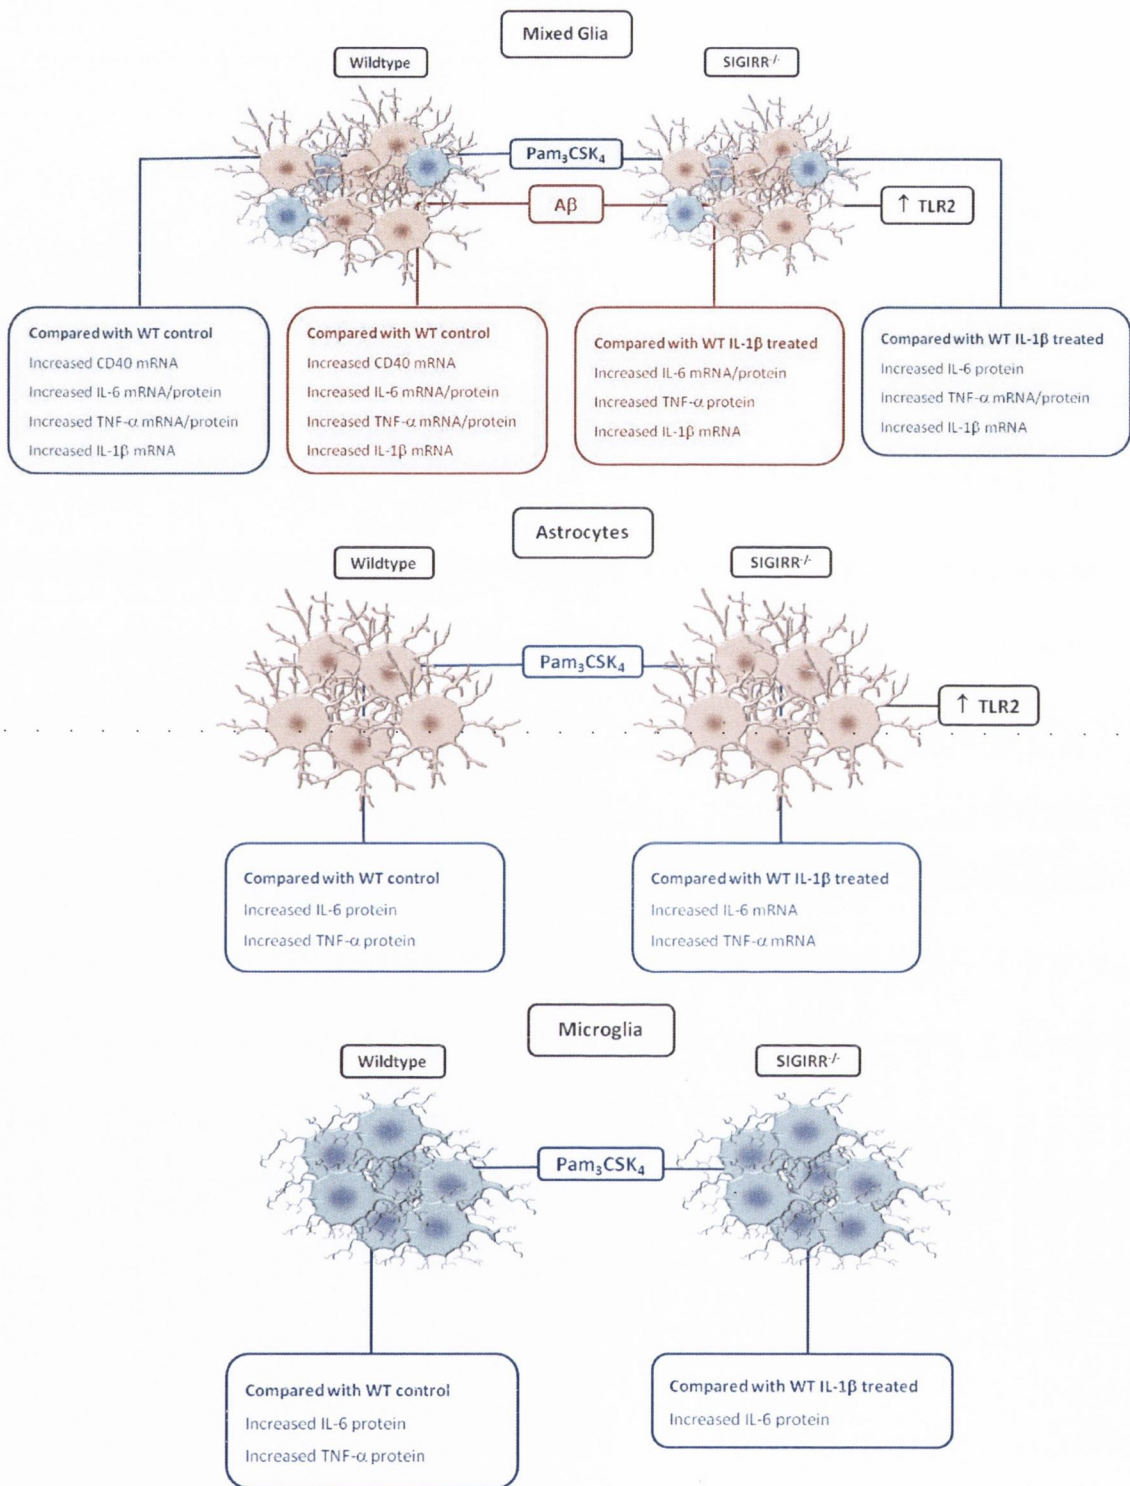 Mixed Glia
Wildtype
SIGIRR⁻/⁻
Pam₃CSK₄
Aβ
↑ TLR2
Compared with WT control
Increased CD40 mRNA
Increased IL-6 mRNA/protein
Increased TNF-α mRNA/protein
Increased IL-1β mRNA
Compared with WT control
Increased CD40 mRNA
Increased IL-6 mRNA/protein
Increased TNF-α mRNA/protein
Increased IL-1β mRNA
Compared with WT IL-1β treated
Increased IL-6 mRNA/protein
Increased TNF-α protein
Increased IL-1β mRNA
Compared with WT IL-1β treated
Increased IL-6 protein
Increased TNF-α mRNA/protein
Increased IL-1β mRNA
Astrocytes
Wildtype
SIGIRR⁻/⁻
Pam₃CSK₄
↑ TLR2
Compared with WT control
Increased IL-6 protein
Increased TNF-α protein
Compared with WT IL-1β treated
Increased IL-6 mRNA
Increased TNF-α mRNA
Microglia
Wildtype
SIGIRR⁻/⁻
Pam₃CSK₄
Compared with WT control
Increased IL-6 protein
Increased TNF-α protein
Compared with WT IL-1β treated
Increased IL-6 protein